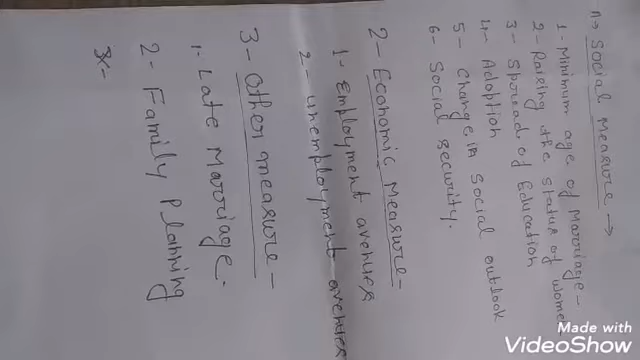 A→ Social Measure →
1- Minimum age of Marriage-
2- Raising the status of Women
3- Spread of Education
4- Adoption
5- Change in social outlook
6- Social Security.
2- Economic Measure-
1- Employment avenues
2- unemployment avenues
3- Other measure-
1- Late Marriage.
2- Family Planning
3-
Made with
VideoShow